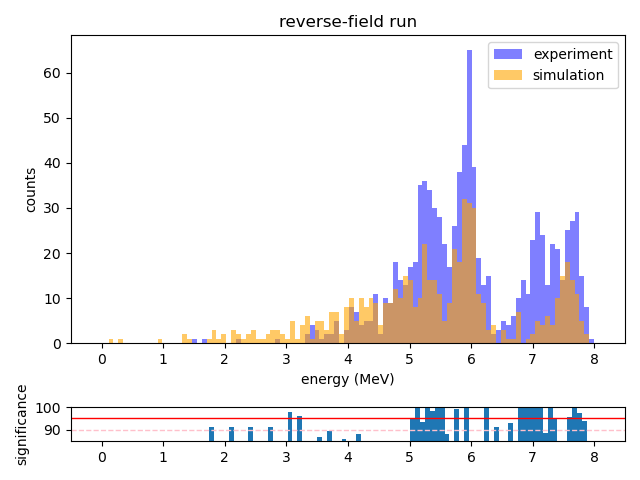 reverse-field run
experiment
simulation
counts
60
50
40
30
20
10
0
0 1 2 3 4 5 6 7 8
energy (MeV)
significance
100
90
0 1 2 3 4 5 6 7 8